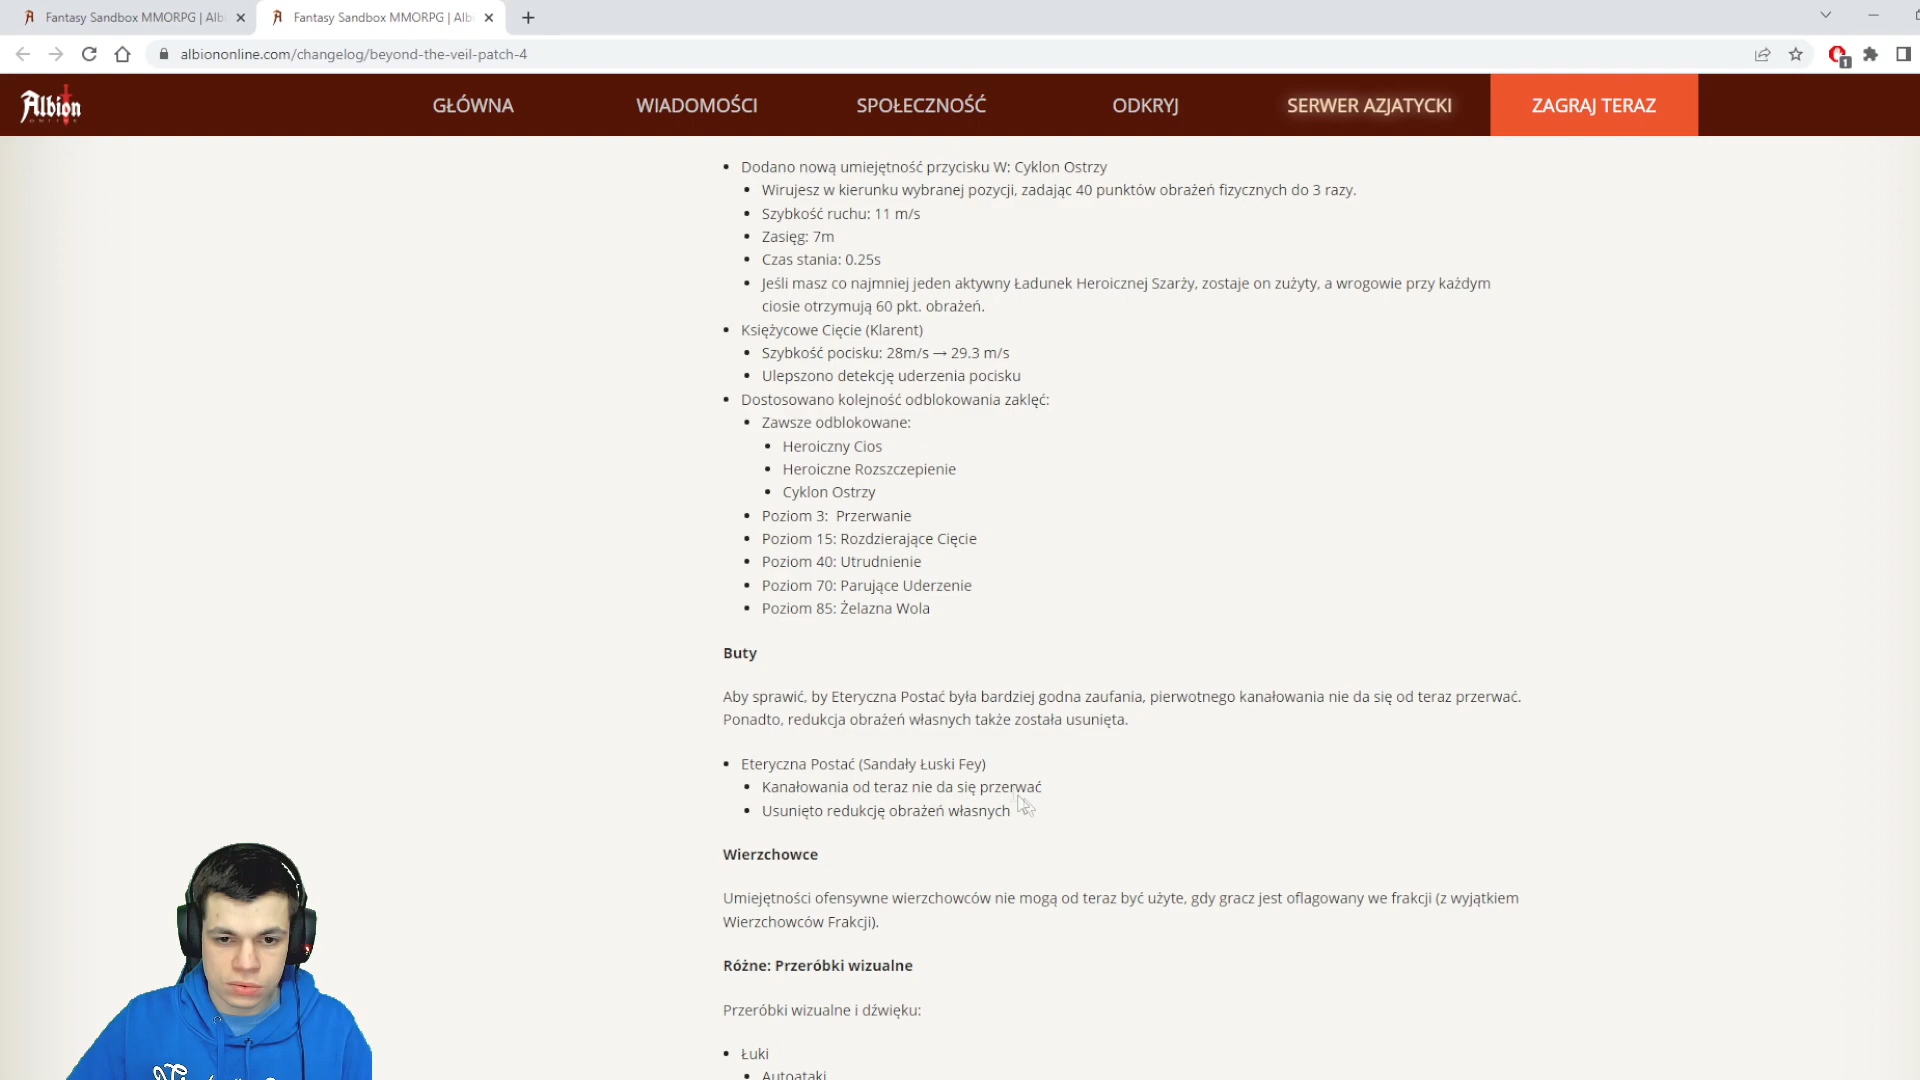 Fantasy Sandbox MMORPG | Alb
Fantasy Sandbox MMORPG | Alb
albiononline.com/changelog/beyond-the-veil-patch-4
1
Albion
ONLINE
GŁÓWNA
WIADOMOŚCI
SPOŁECZNOŚĆ
ODKRYJ
SERWER AZJATYCKI
ZAGRAJ TERAZ
Dodano nową umiejętność przycisku W: Cyklon Ostrzy
Wirujesz w kierunku wybranej pozycji, zadając 40 punktów obrażeń fizycznych do 3 razy.
Szybkość ruchu: 11 m/s
Zasięg: 7m
Czas stania: 0.25s
Jeśli masz co najmniej jeden aktywny Ładunek Heroicznej Szarży, zostaje on zużyty, a wrogowie przy każdym
ciosie otrzymują 60 pkt. obrażeń.
Księżycowe Cięcie (Klarent)
Szybkość pocisku: 28m/s → 29.3 m/s
Ulepszono detekcję uderzenia pocisku
Dostosowano kolejność odblokowania zaklęć:
Zawsze odblokowane:
Heroiczny Cios
Heroiczne Rozszczepienie
Cyklon Ostrzy
Poziom 3: Przerwanie
Poziom 15: Rozdzierające Cięcie
Poziom 40: Utrudnienie
Poziom 70: Parujące Uderzenie
Poziom 85: Żelazna Wola
Buty
Aby sprawić, by Eteryczna Postać była bardziej godna zaufania, pierwotnego kanałowania nie da się od teraz przerwać.
Ponadto, redukcja obrażeń własnych także została usunięta.
Eteryczna Postać (Sandały Łuski Fey)
Kanałowania od teraz nie da się przerwać
Usunięto redukcję obrażeń własnych
Wierzchowce
Umiejętności ofensywne wierzchowców nie mogą od teraz być użyte, gdy gracz jest oflagowany we frakcji (z wyjątkiem
Wierzchowców Frakcji).
Różne: Przeróbki wizualne
Przeróbki wizualne i dźwięku:
Łuki
Autoataki